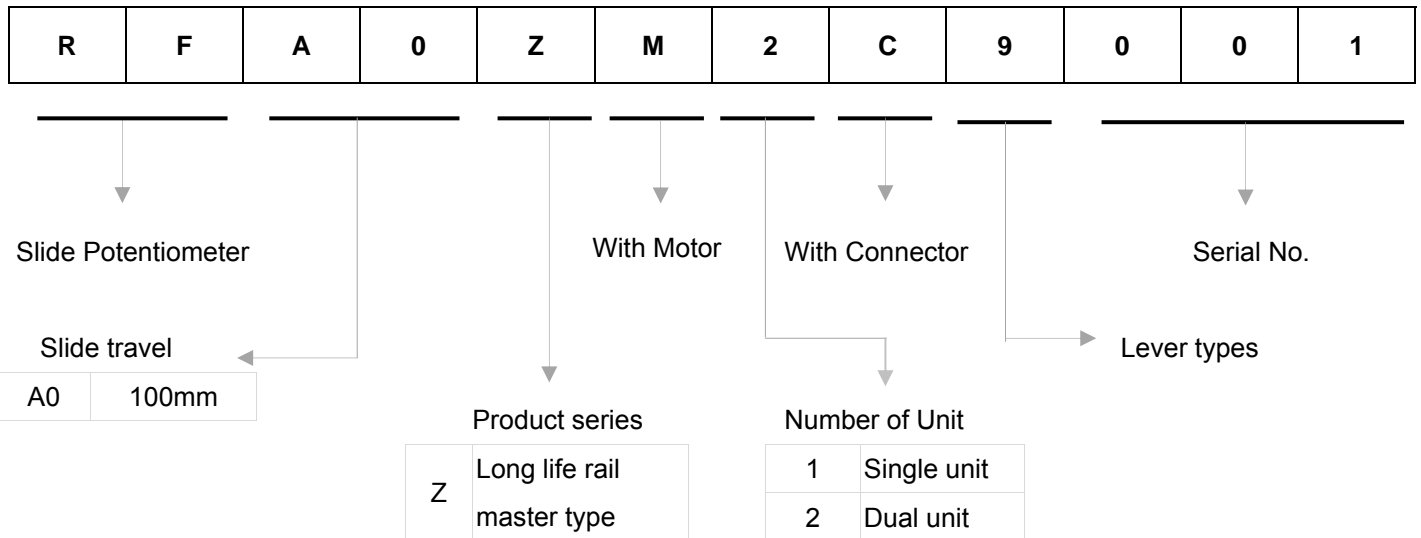 R F A 0 Z M 2 C 9 0 0 1
Slide Potentiometer
With Motor
With Connector
Serial No.
Slide travel
A0 100mm
Lever types
Product series
Z Long life rail
master type
Number of Unit
1 Single unit
2 Dual unit